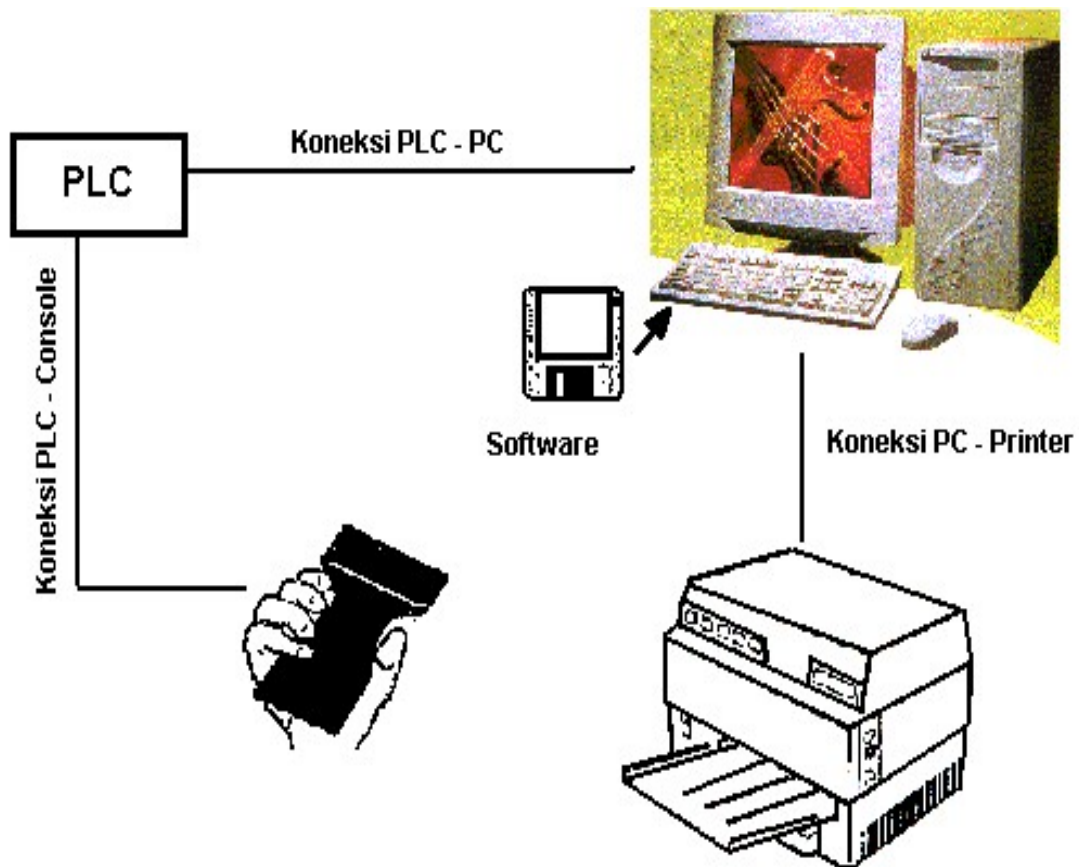 Koneksi PLC - PC
PLC
Koneksi PLC - Console
Software
Koneksi PC - Printer